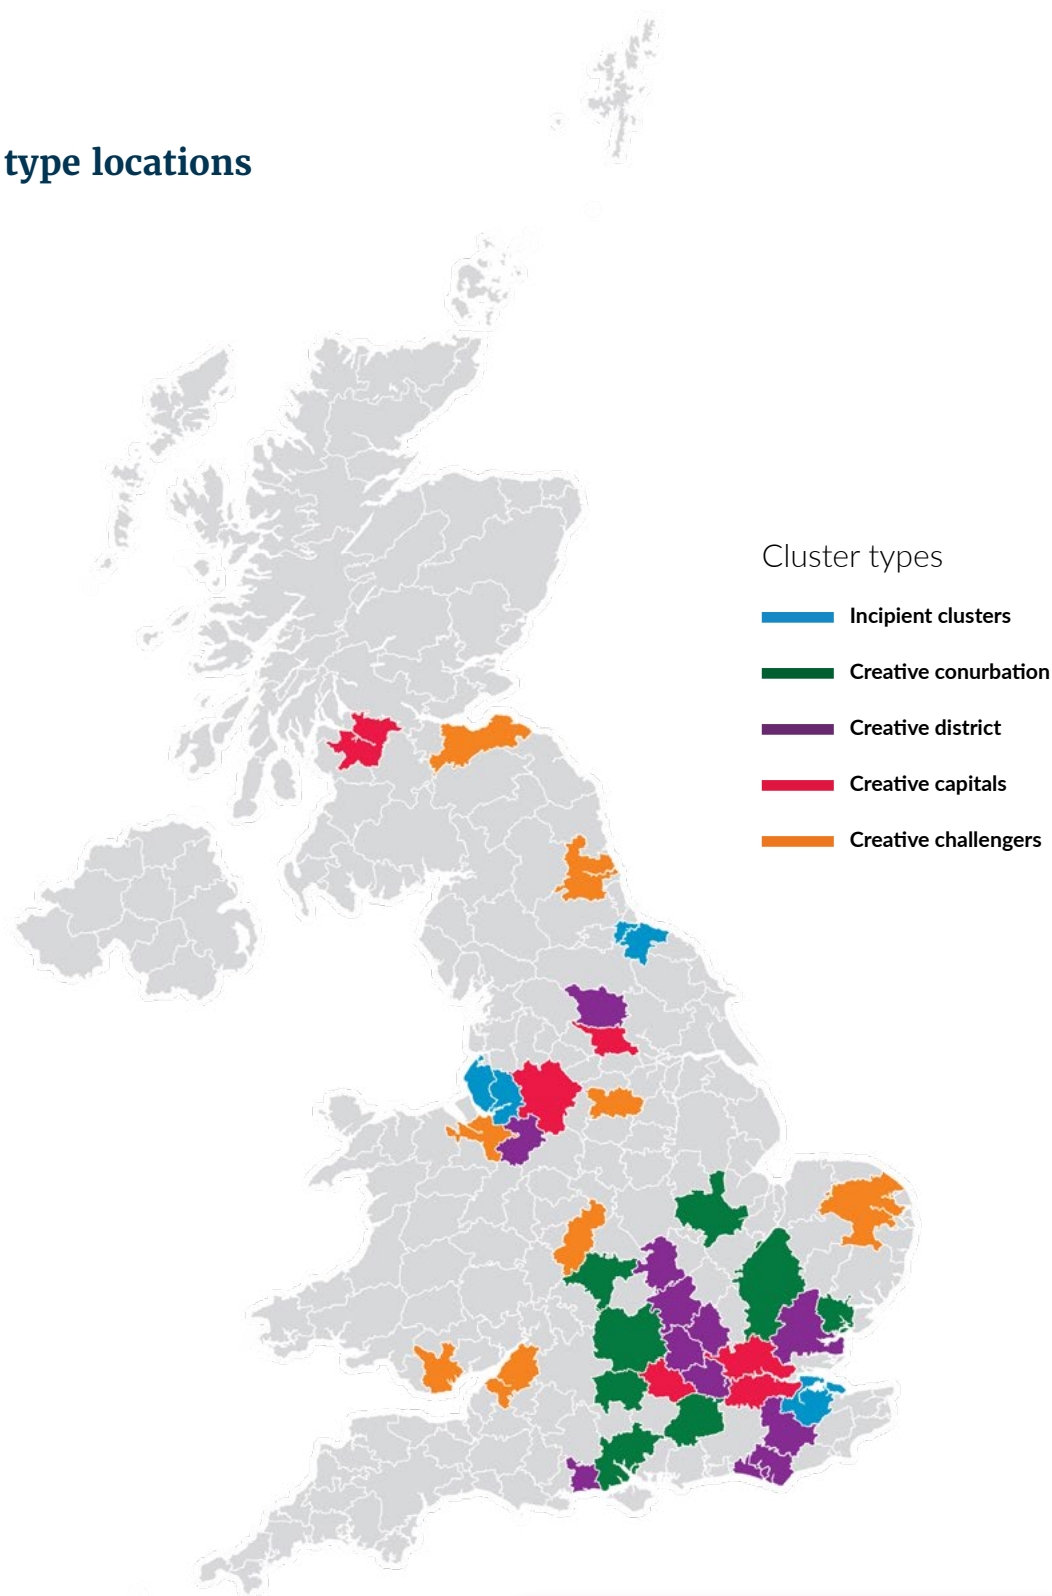 type locations
Cluster types
Incipient clusters
Creative conurbation
Creative district
Creative capitals
Creative challengers